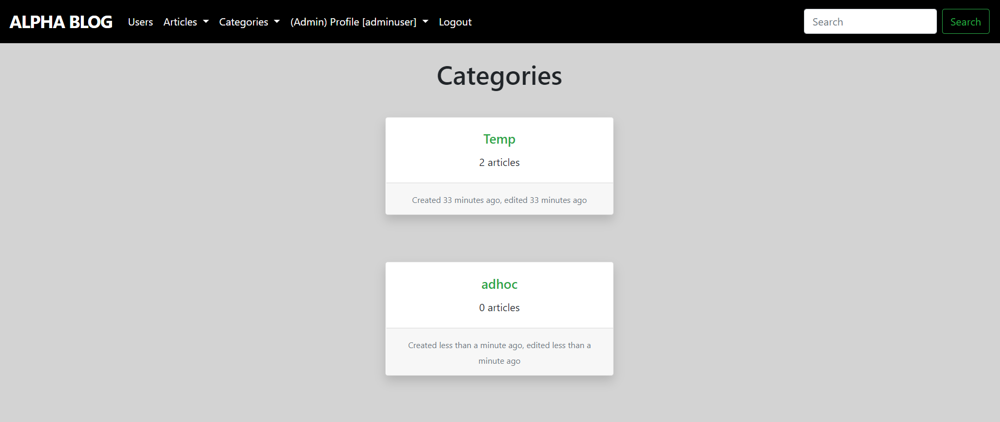 ALPHA BLOG Users Articles Categories (Admin) Profile [adminuser] Logout Search Search
Categories
Temp
2 articles
Created 33 minutes ago, edited 33 minutes ago
adhoc
0 articles
Created less than a minute ago, edited less than a
minute ago